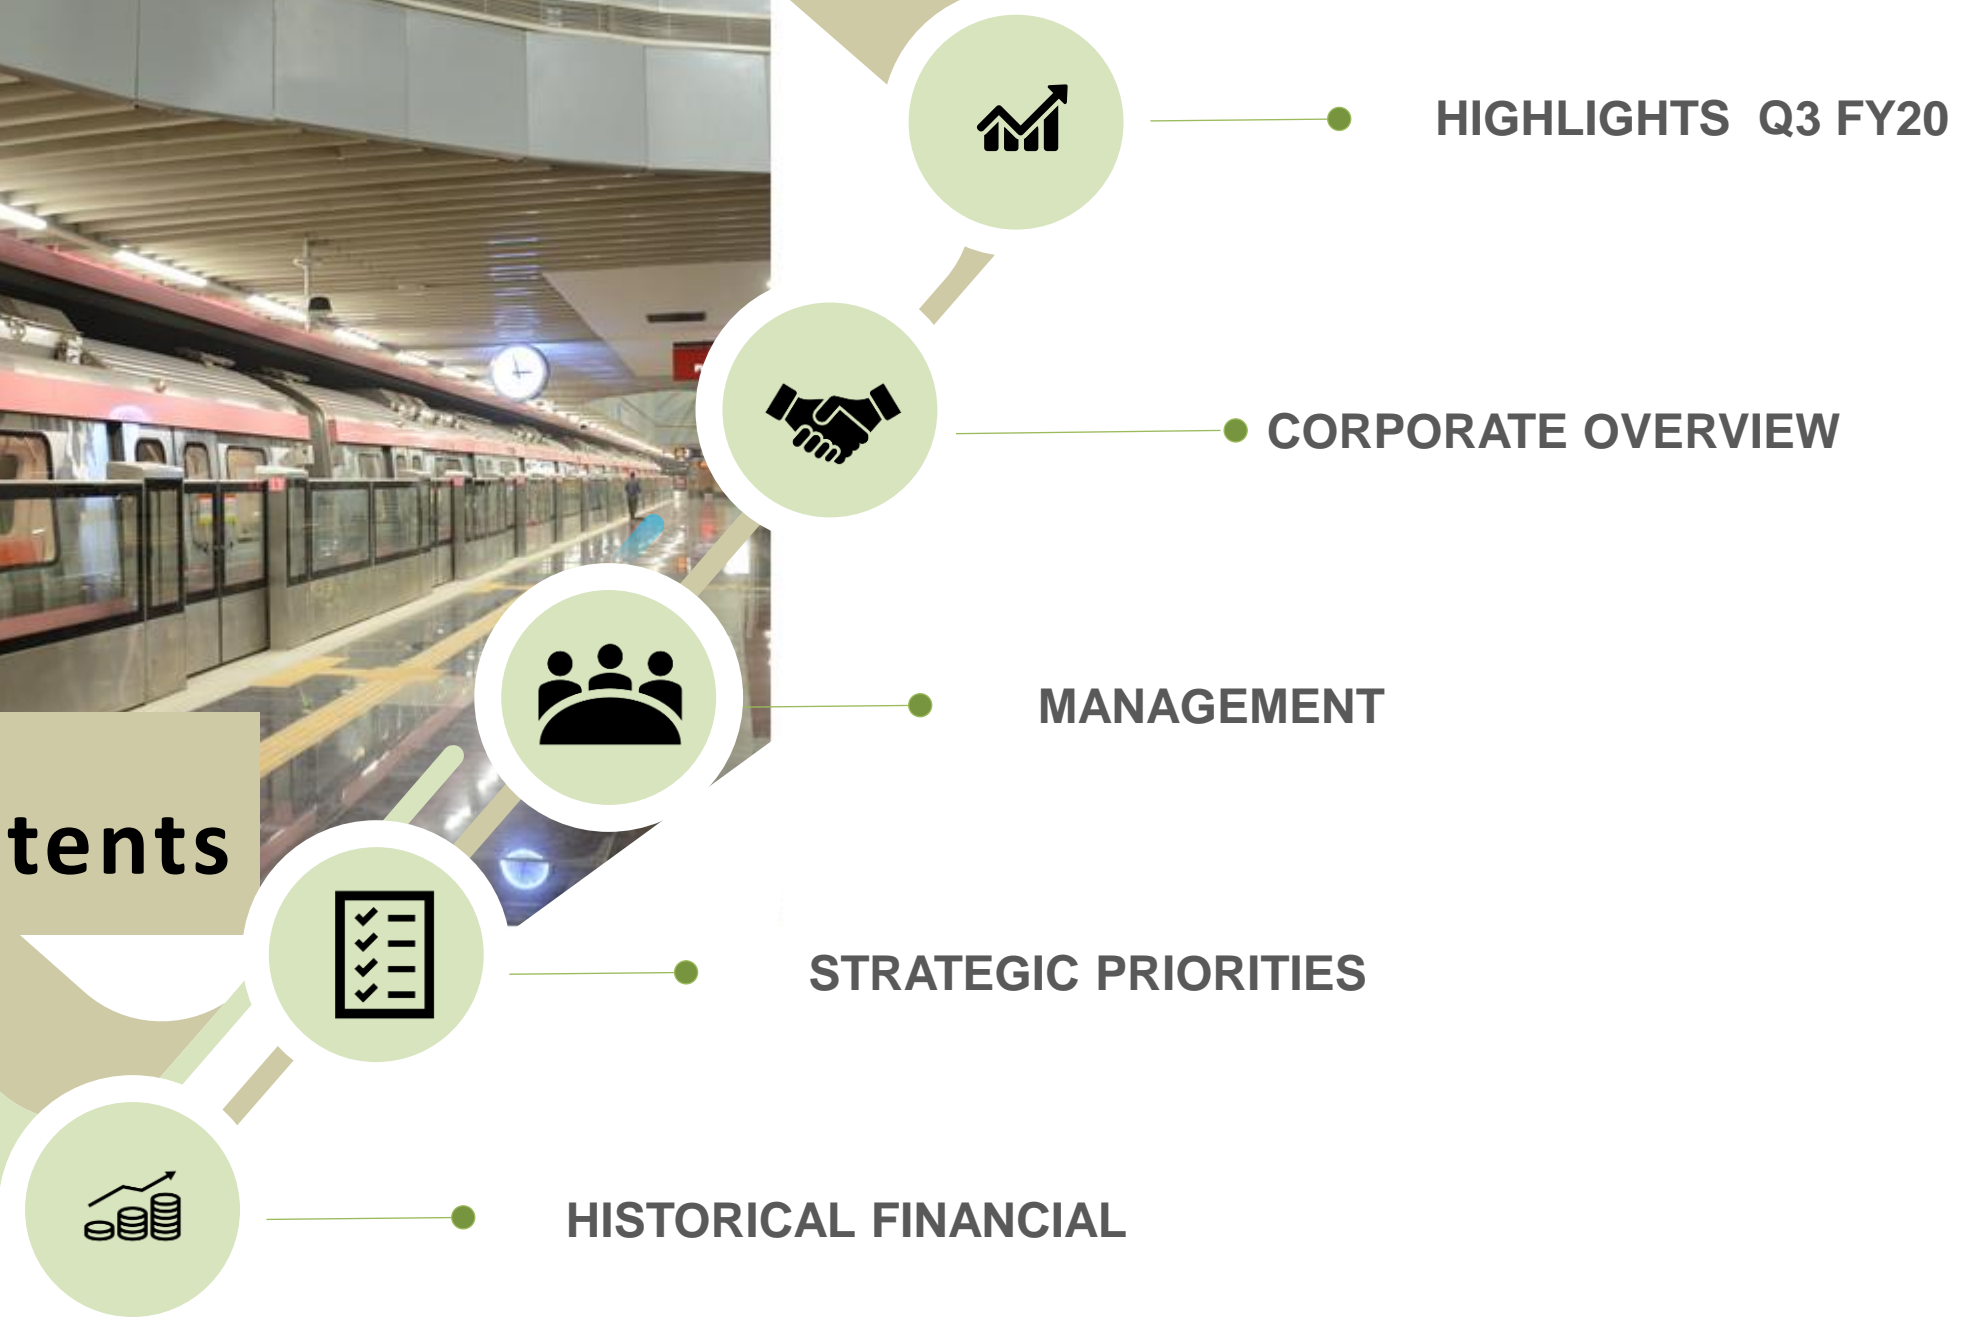 HIGHLIGHTS Q3 FY20
CORPORATE OVERVIEW
MANAGEMENT
tents
STRATEGIC PRIORITIES
HISTORICAL FINANCIAL